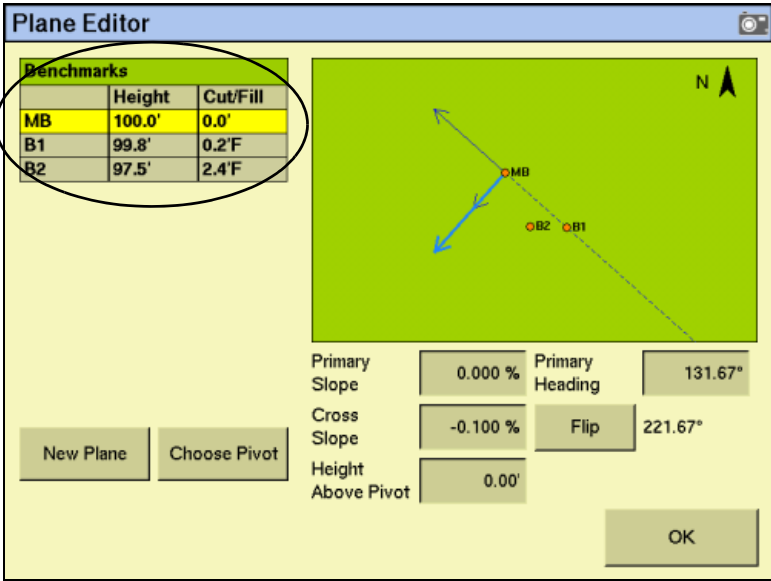 Plane Editor
Benchmarks
Height Cut/Fill
MB 100.0' 0.0'
B1 99.8' 0.2'F
B2 97.5' 2.4'F
N
MB
B2 B1
Primary Slope 0.000 % Primary Heading 131.67°
Cross Slope -0.100 % Flip 221.67°
Height Above Pivot 0.00'
New Plane Choose Pivot
OK